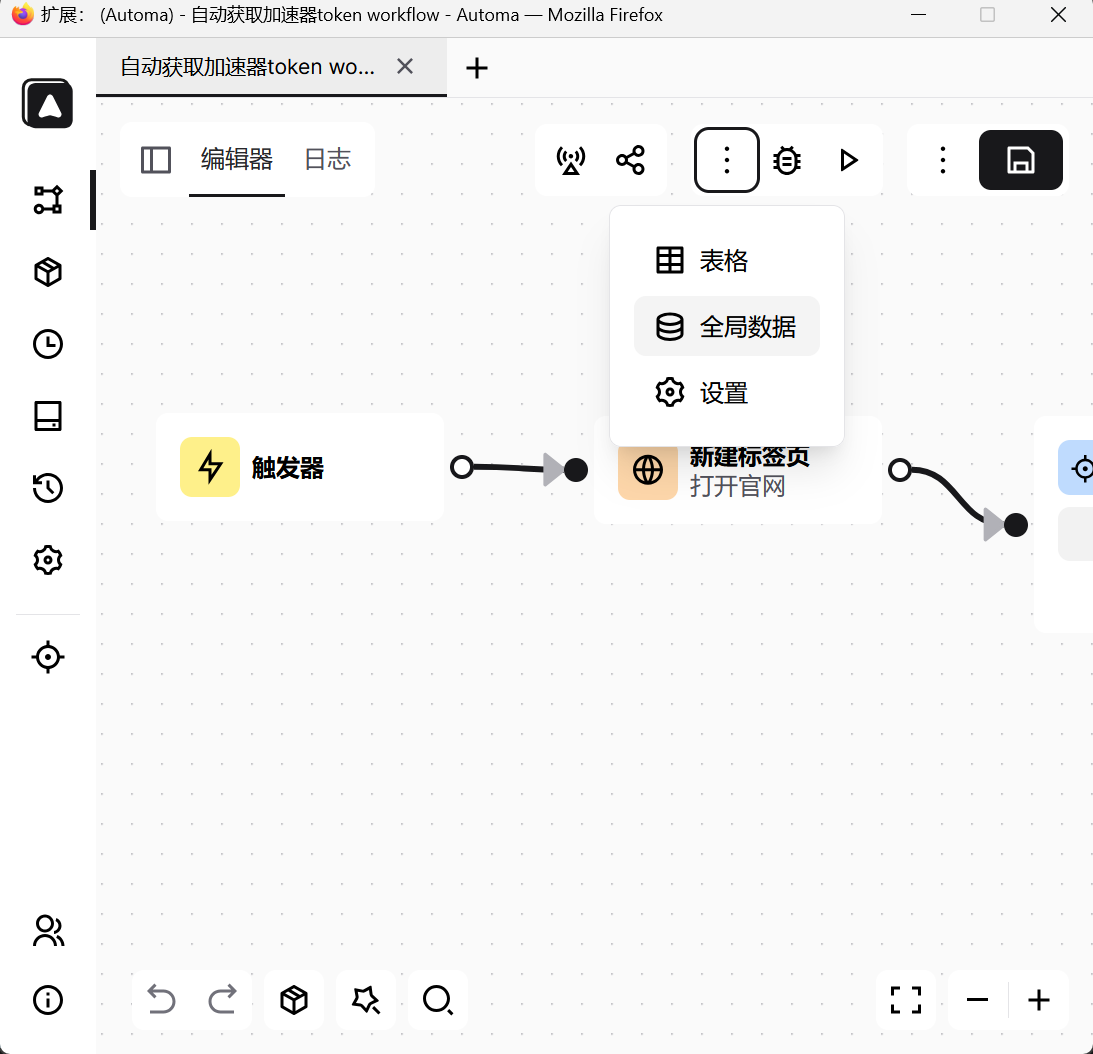 扩展： (Automa) - 自动获取加速器token workflow - Automa — Mozilla Firefox
自动获取加速器token wo...
编辑器
日志
表格
全局数据
设置
触发器
新建标签页
打开官网